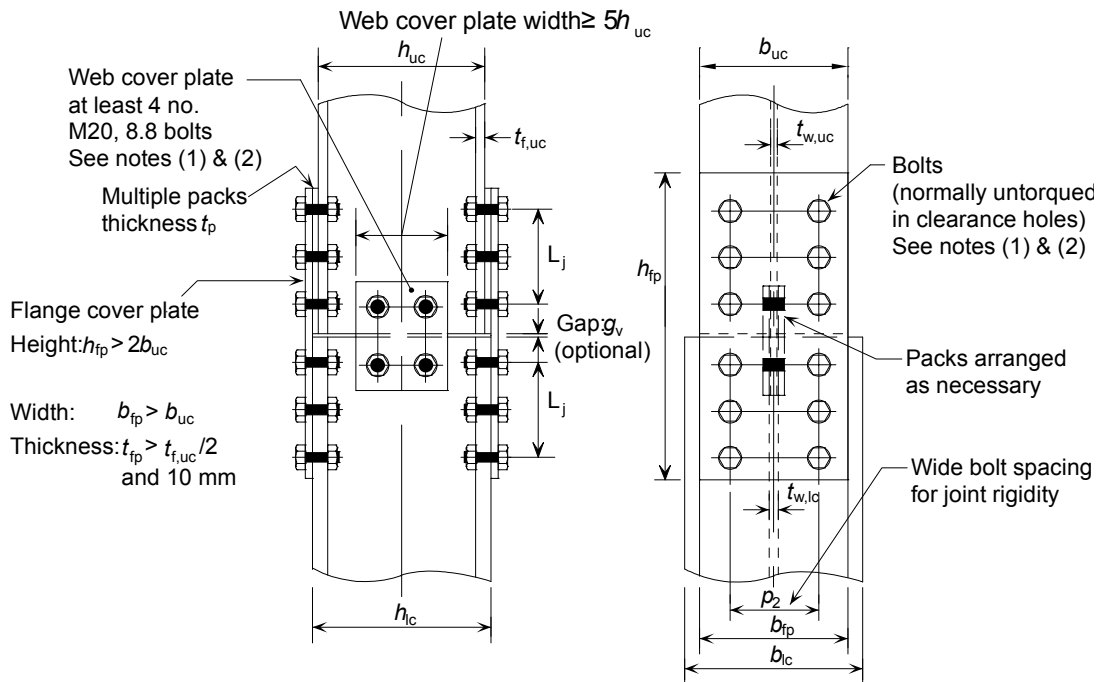 Web cover plate width≥ 5h uc
h uc
b uc
Web cover plate
at least 4 no.
M20, 8.8 bolts
See notes (1) & (2)
t f,uc
t w,uc
Bolts
(normally untorqued
in clearance holes)
See notes (1) & (2)
Multiple packs
thickness t p
L j
h fp
Flange cover plate
Height: h fp > 2b uc
Gap: g v
(optional)
Packs arranged
as necessary
Width: b fp > b uc
Thickness: t fp > t f,uc /2
and 10 mm
L j
Wide bolt spacing
for joint rigidity
t w,lc
h lc
p 2
b fp
b lc